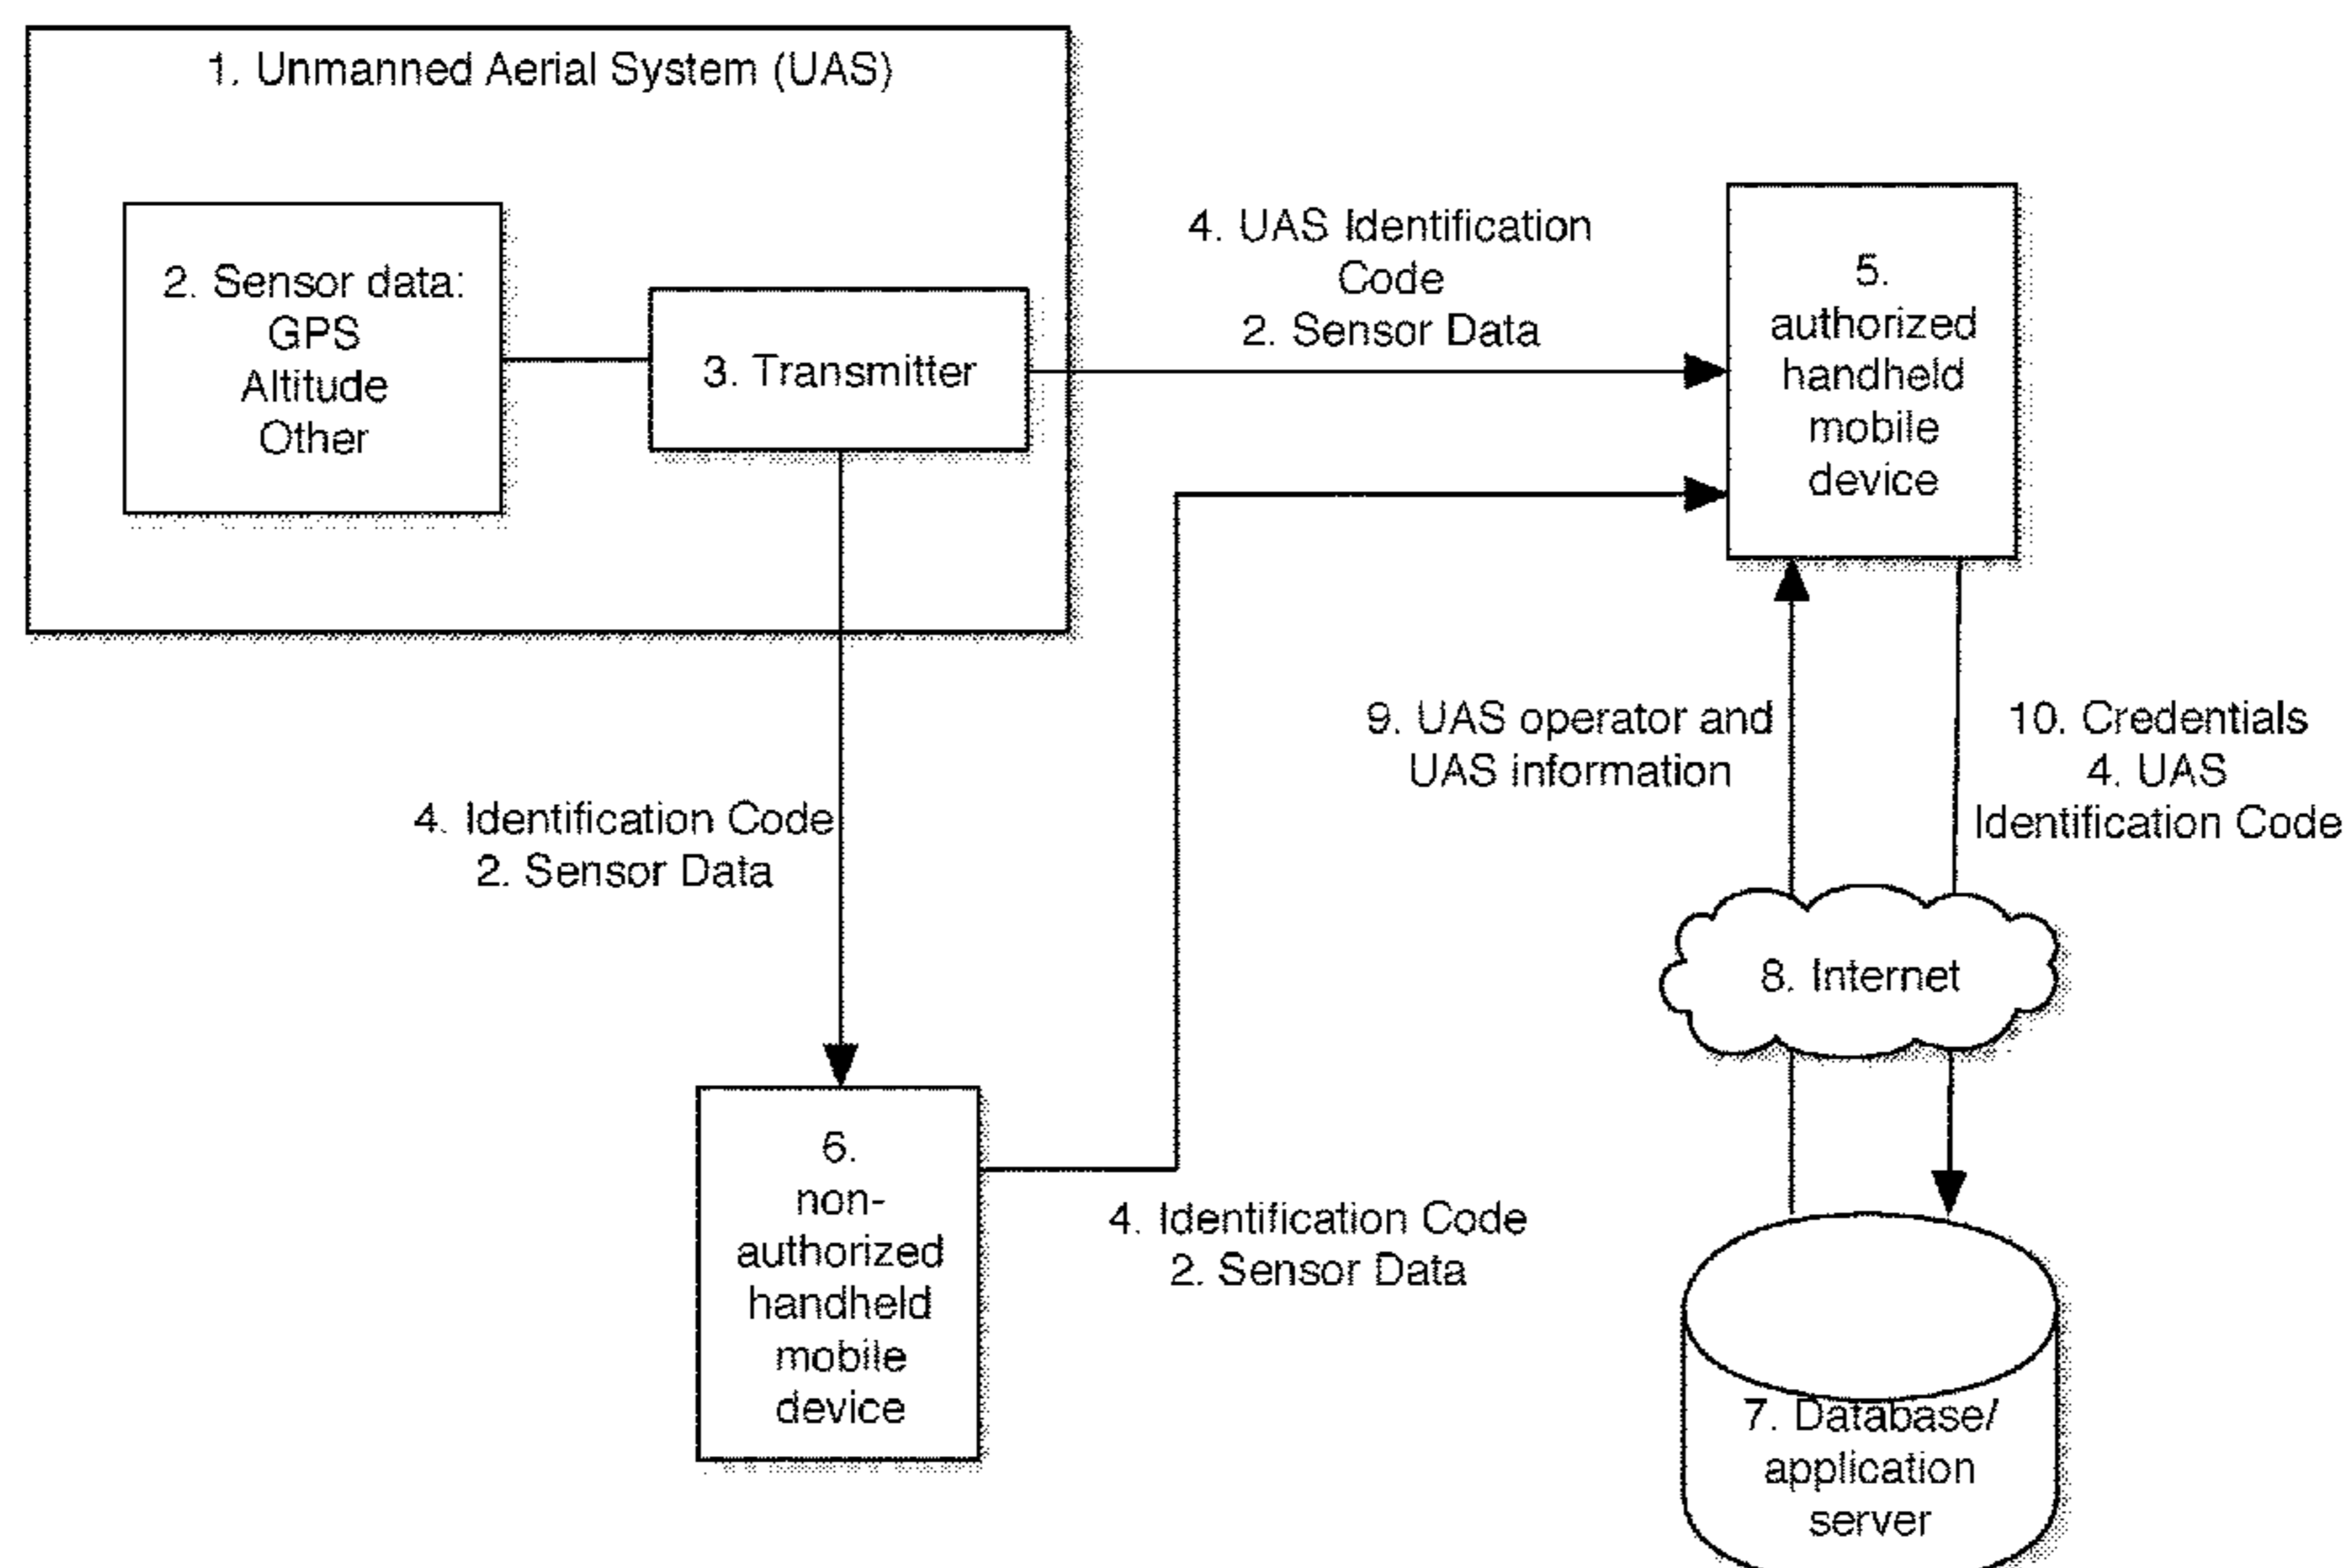 1. Unmanned Aerial System (UAS)
2. Sensor data:
GPS
Altitude
Other
3. Transmitter
4. UAS Identification
Code
2. Sensor Data
5.
authorized
handheld
mobile
device
9. UAS operator and
UAS information
10. Credentials
4. UAS
Identification Code
4. Identification Code
2. Sensor Data
8. Internet
6.
non-
authorized
handheld
mobile
device
4. Identification Code
2. Sensor Data
7. Database/
application
server